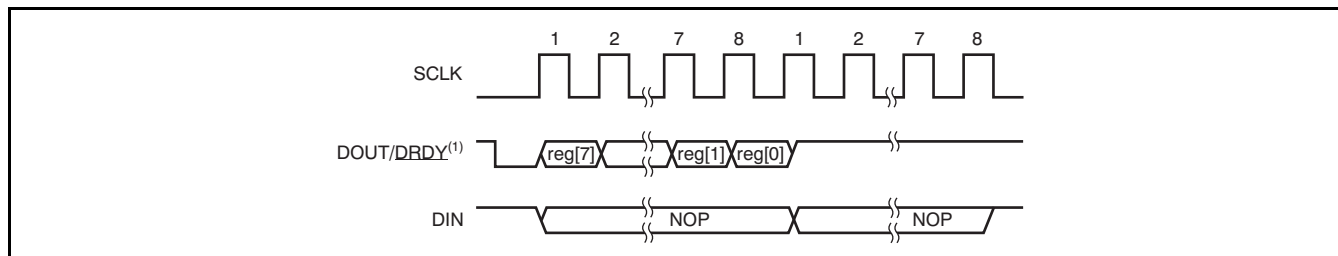 1 2 7 8 1 2 7 8
SCLK
DOUT/DRDY(1) reg[7] reg[1] reg[0]
DIN NOP NOP